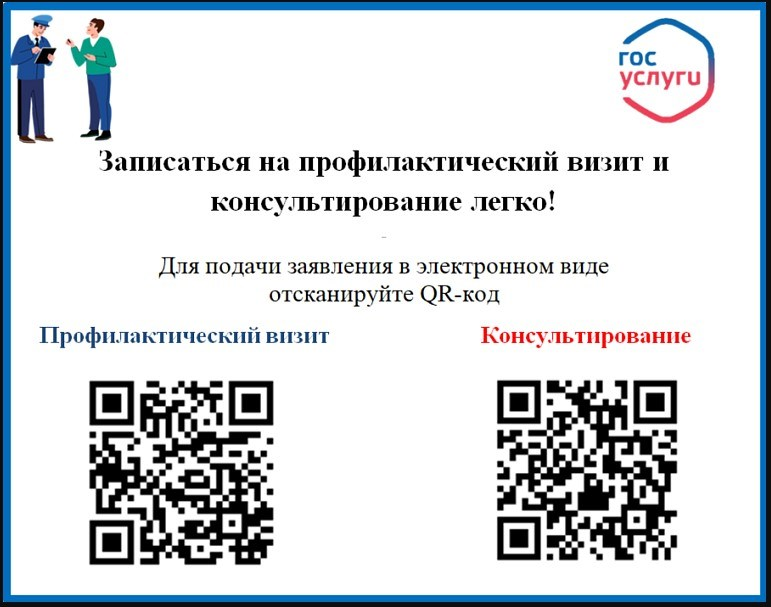 гос
услуги
Записаться на профилактический визит и
консультирование легко!
Для подачи заявления в электронном виде
отсканируйте QR-код
Профилактический визит
Консультирование